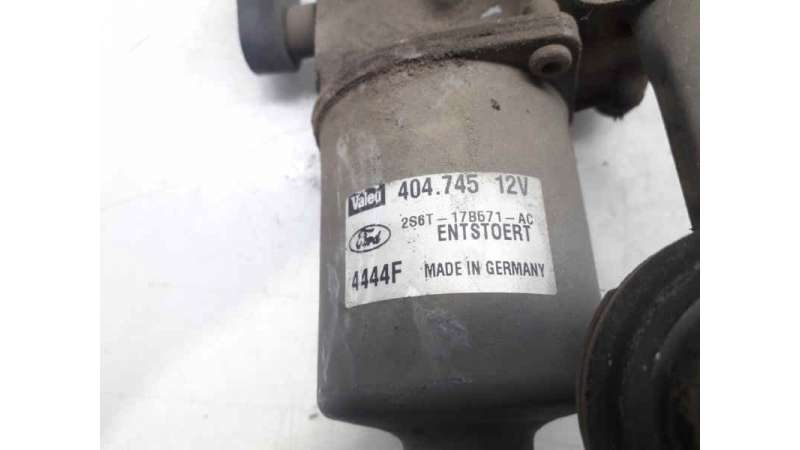 Valeo 404.745 12V
2S6T-17B571-AC
Ford ENTSTOERT
4444F MADE IN GERMANY